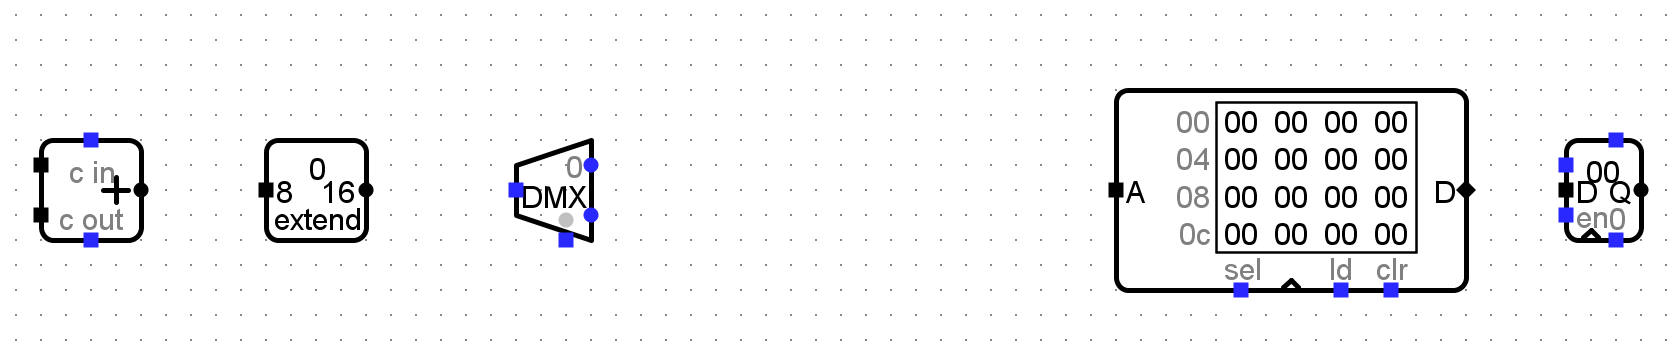 c in
+
c out
0
8 16
extend
0
DMX
00 00 00 00 00
04 00 00 00 00
A 08 00 00 00 00 D
0c 00 00 00 00
sel ld clr
00
D Q
en0